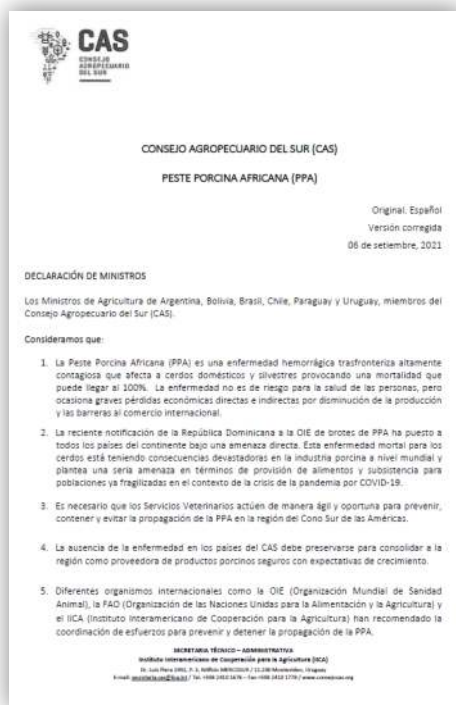 CAS
CONSEJO
AGROPECUARIO
DEL SUR
CONSEJO AGROPECUARIO DEL SUR (CAS)
PESTE PORCINA AFRICANA (PPA)
Original. Español
Versión corregida
06 de setiembre, 2021
DECLARACIÓN DE MINISTROS
Los Ministros de Agricultura de Argentina, Bolivia, Brasil, Chile, Paraguay y Uruguay, miembros del
Consejo Agropecuario del Sur (CAS).
Consideramos que:
1. La Peste Porcina Africana (PPA) es una enfermedad hemorrágica trasfronteriza altamente
contagiosa que afecta a cerdos domésticos y silvestres provocando una mortalidad que
puede llegar al 100%. La enfermedad no es de riesgo para la salud de las personas, pero
ocasiona graves pérdidas económicas directas e indirectas por disminución de la producción
y las barreras al comercio internacional.
2. La reciente notificación de la República Dominicana a la OIE de brotes de PPA ha puesto a
todos los países del continente bajo una amenaza directa. Esta enfermedad mortal para los
cerdos está teniendo consecuencias devastadoras en la industria porcina a nivel mundial y
plantea una seria amenaza en términos de provisión de alimentos y subsistencia para
poblaciones ya fragilizadas en el contexto de la crisis de la pandemia por COVID-19.
3. Es necesario que los Servicios Veterinarios actúen de manera ágil y oportuna para prevenir,
contener y evitar la propagación de la PPA en la región del Cono Sur de las Américas.
4. La ausencia de la enfermedad en los países del CAS debe preservarse para consolidar a la
región como proveedora de productos porcinos seguros con expectativas de crecimiento.
5. Diferentes organismos internacionales como la OIE (Organización Mundial de Sanidad
Animal), la FAO (Organización de las Naciones Unidas para la Alimentación y la Agricultura) y
el IICA (Instituto Interamericano de Cooperación para la Agricultura) han recomendado la
coordinación de esfuerzos para prevenir y detener la propagación de la PPA.
SECRETARIA TÉCNICO – ADMINISTRATIVA
Instituto Interamericano de Cooperación para la Agricultura (IICA)